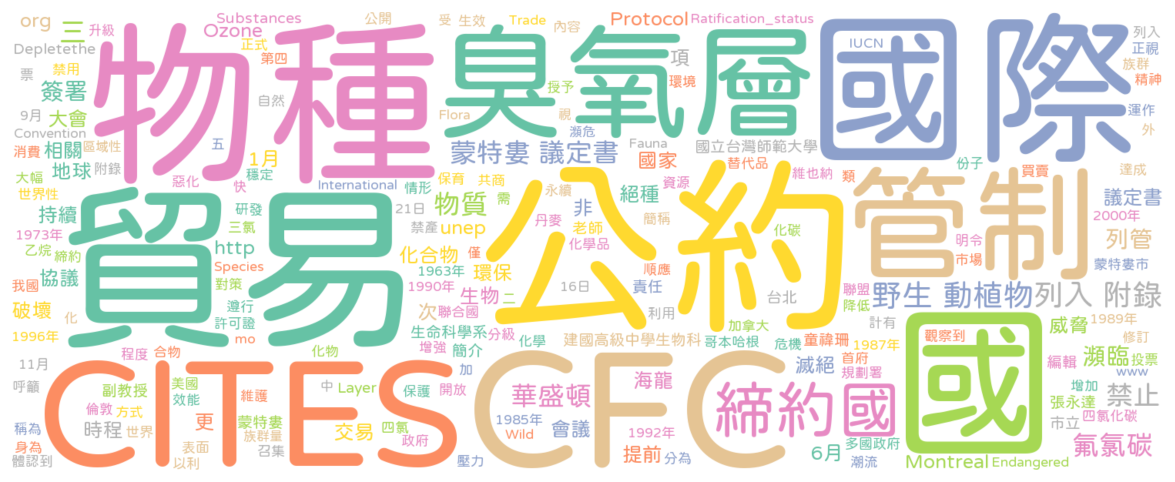 org 三 升級 Substances Ozone 公開 受 生效 Trade 內容 Protocol Ratification_status IUCN 列入
Depletethe 正式 第四 物種 臭氧層 項 國際 正視 族群
票 禁用 簽署 自然 授予 環境 精神
9月 大會 Flora 視 瀕危 運作 外
Convention 區域性 五 國立台灣師範大學
消費 相關 1月 蒙特婁 議定書 Fauna 國家 替代品 維也納 份子 買賣 達成
大幅 地球 附錄 穩定 惡化 快 International 情形 保育 共商 永續 絕種 資源 類 議定書
世界性 持續 研發 貿易 21日 物質 需 丹麥 非 簡稱 公約 化碳 管制 2000年
1973年 三氯 禁產 unep 老師 明令 列管
乙烷 締約 http 化合物 僅 化學品 市場 蒙特婁市
我國 協議 Species 對策 1963年 環保 順應 聯盟 野生 動植物 列入 附錄
破壞 遵行 1990年 生物 二 16日 責任 台北 降低
化 許可證 次 聯合國 利用 計有 1989年
1996年 mo 生命科學系 分級 化學 建國高級中學生物科 加拿大 1987年 國 觀察到 威脅 修訂
11月 程度 合物 化物 增強 簡介 哥本哈根 危機 童褘珊 首府 編輯 瀕臨 投票
呼籲 CITES 加 CFC 滅絕 規劃署 www
副教授 美國 效能 維護 中 Layer 保護 開放 華盛頓 海龍 締約國 增加 禁止
倫敦 方式 張永達 四氯化碳
稱為 時程 世界 更 蒙特婁 族群量 交易 四氯 1985年 會議 1992年 市立
身為 表面 召集 政府 Wild 提前 分為 6月 多國政府 氟氯碳
體認到 以利 壓力 潮流 Montreal Endangered